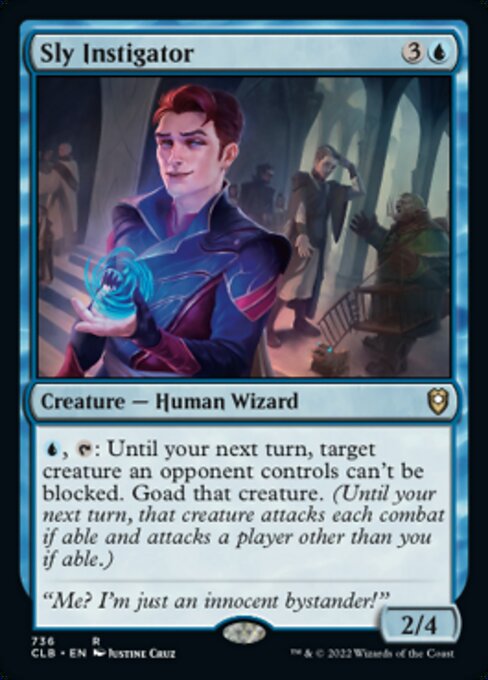 Sly Instigator 3
Creature — Human Wizard
, : Until your next turn, target
creature an opponent controls can't be
blocked. Goad that creature. (Until your
next turn, that creature attacks each combat
if able and attacks a player other than you
if able.)
“Me? I'm just an innocent bystander!”
2/4
736 R
CLB • EN Justine Cruz ™ & © 2022 Wizards of the Coast